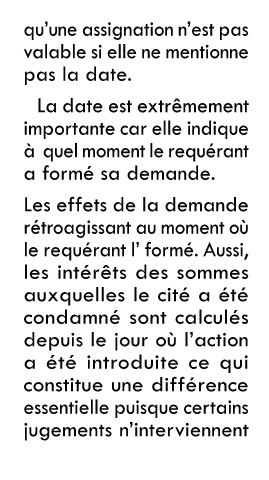 qu'une assignation n'est pas
valable si elle ne mentionne
pas la date.
La date est extrêmement
importante car elle indique
à quel moment le requérant
a formé sa demande.
Les effets de la demande
rétroagissant au moment où
le requérant l' formé. Aussi,
les intérêts des sommes
auxquelles le cité a été
condamné sont calculés
depuis le jour où l'action
a été introduite ce qui
constitue une différence
essentielle puisque certains
jugements n'interviennent